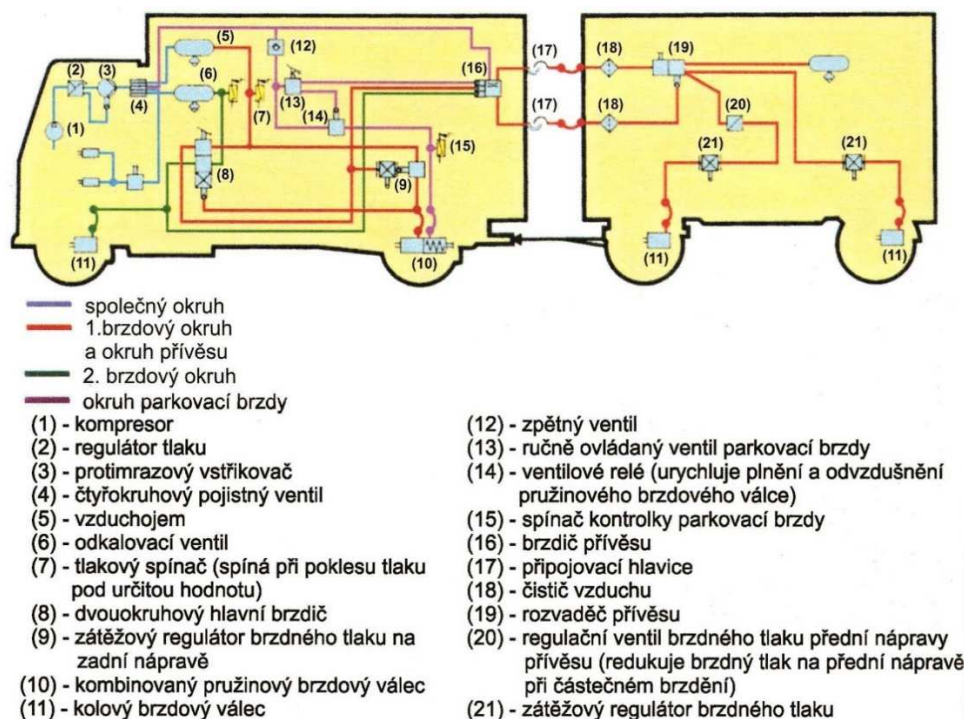 (5)
(12)
(17)
(18)
(19)
(2)
(3)
(6)
(16)
(4)
(7)
(13)
(1)
(14)
(17)
(18)
(20)
(15)
(21)
(21)
(8)
(9)
(11)
(10)
(11)
(11)
společný okruh
1.brzdový okruh
a okruh přívěsu
2. brzdový okruh
okruh parkovací brzdy
(1) - kompresor
(2) - regulátor tlaku
(3) - protimrazový vstřikovač
(4) - čtyřokruhový pojistný ventil
(5) - vzduchojem
(6) - odkalovací ventil
(7) - tlakový spínač (spíná při poklesu tlaku
pod určitou hodnotu)
(8) - dvouokruhový hlavní brzdič
(9) - zátěžový regulátor brzdného tlaku na
zadní nápravě
(10) - kombinovaný pružinový brzdový válec
(11) - kolový brzdový válec
(12) - zpětný ventil
(13) - ručně ovládaný ventil parkovací brzdy
(14) - ventilové relé (urychluje plnění a odvzdušnění
pružinového brzdového válce)
(15) - spínač kontrolky parkovací brzdy
(16) - brzdič přívěsu
(17) - připojovací hlavice
(18) - čistič vzduchu
(19) - rozvaděč přívěsu
(20) - regulační ventil brzdného tlaku přední nápravy
přívěsu (redukuje brzdný tlak na přední nápravě
při částečném brzdění)
(21) - zátěžový regulátor brzdného tlaku